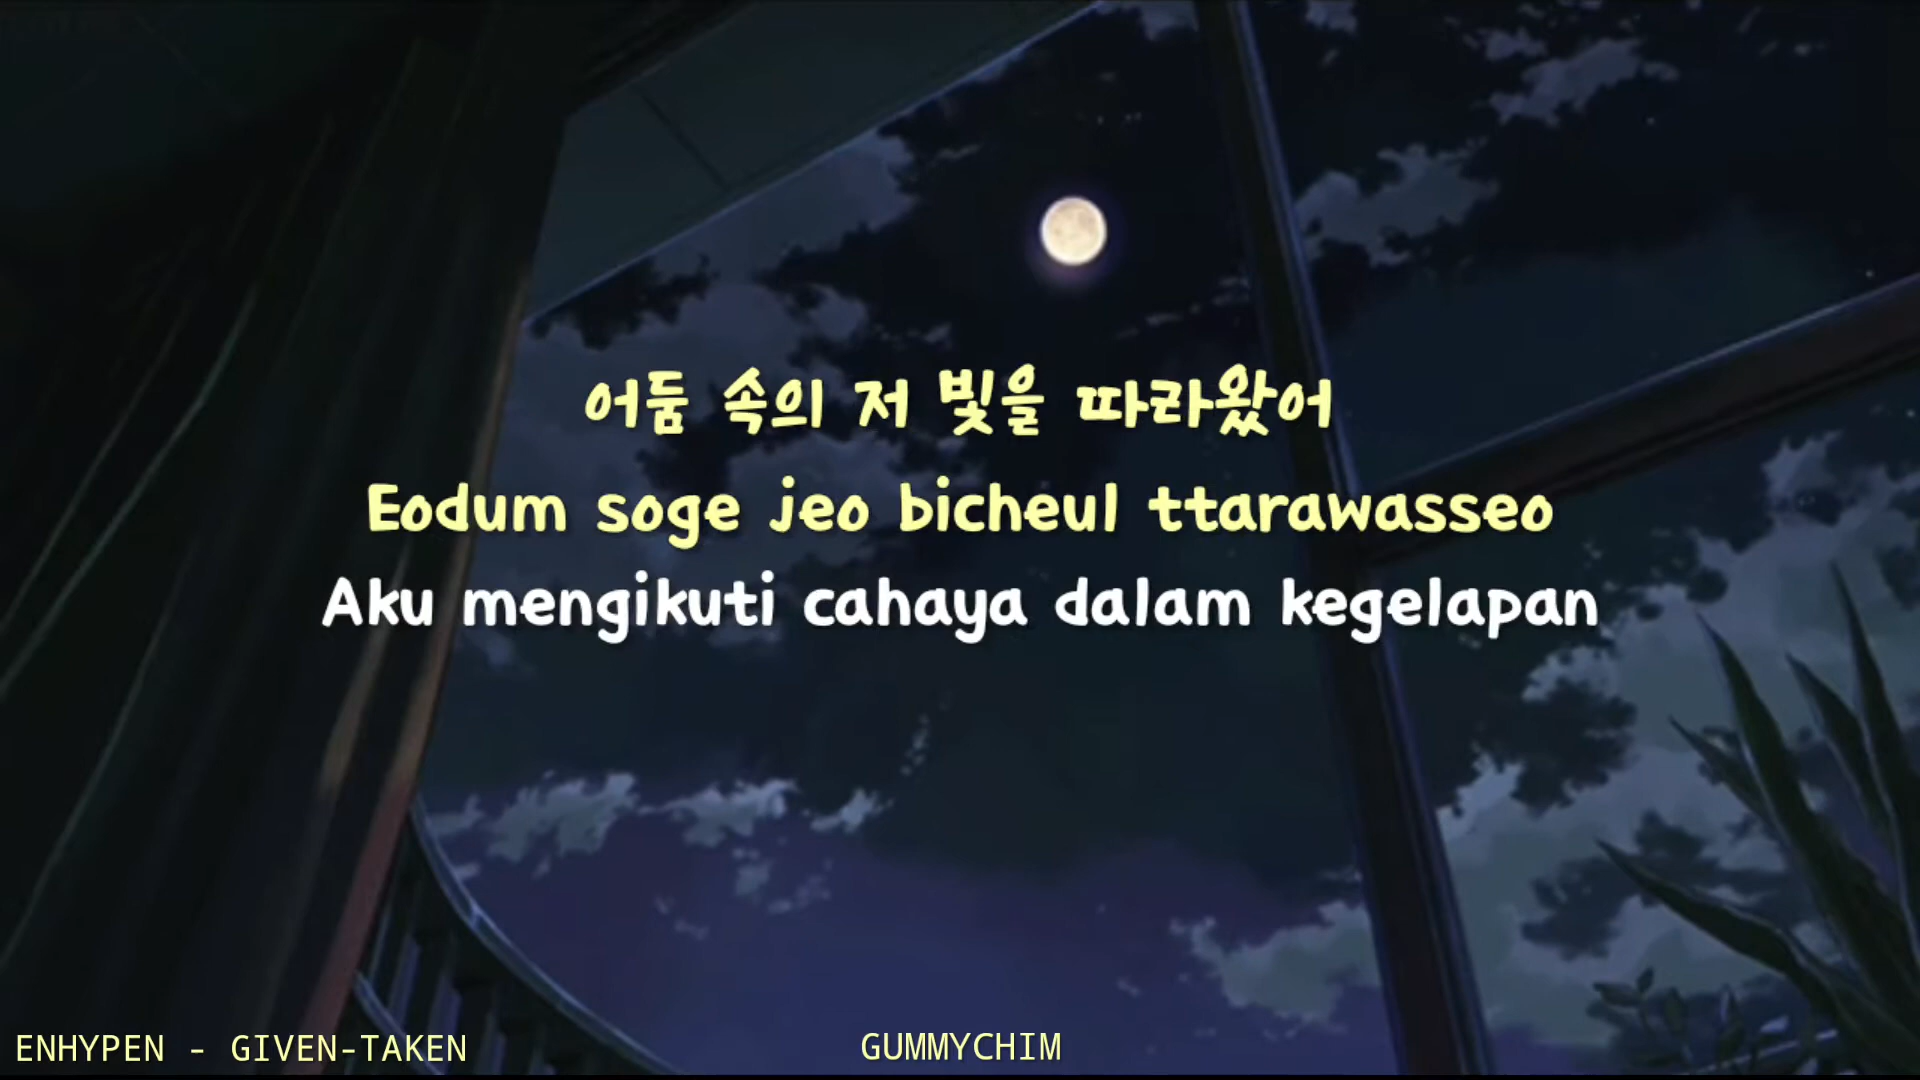 어둠 속의 저 빛을 따라왔어
Eodum soge jeo bicheul ttarawasseo
Aku mengikuti cahaya dalam kegelapan
ENHYPEN - GIVEN-TAKEN
GUMMYCHIM